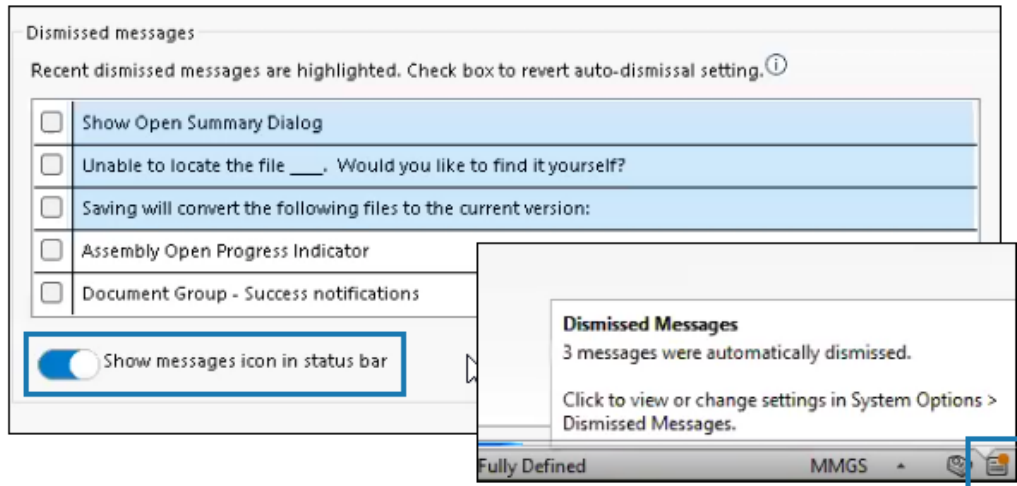 Dismissed messages
Recent dismissed messages are highlighted. Check box to revert auto-dismissal setting.
Show Open Summary Dialog
Unable to locate the file ___. Would you like to find it yourself?
Saving will convert the following files to the current version:
Assembly Open Progress Indicator
Document Group - Success notifications
Show messages icon in status bar
Dismissed Messages
3 messages were automatically dismissed.
Click to view or change settings in System Options >
Dismissed Messages.
Fully Defined MMGS